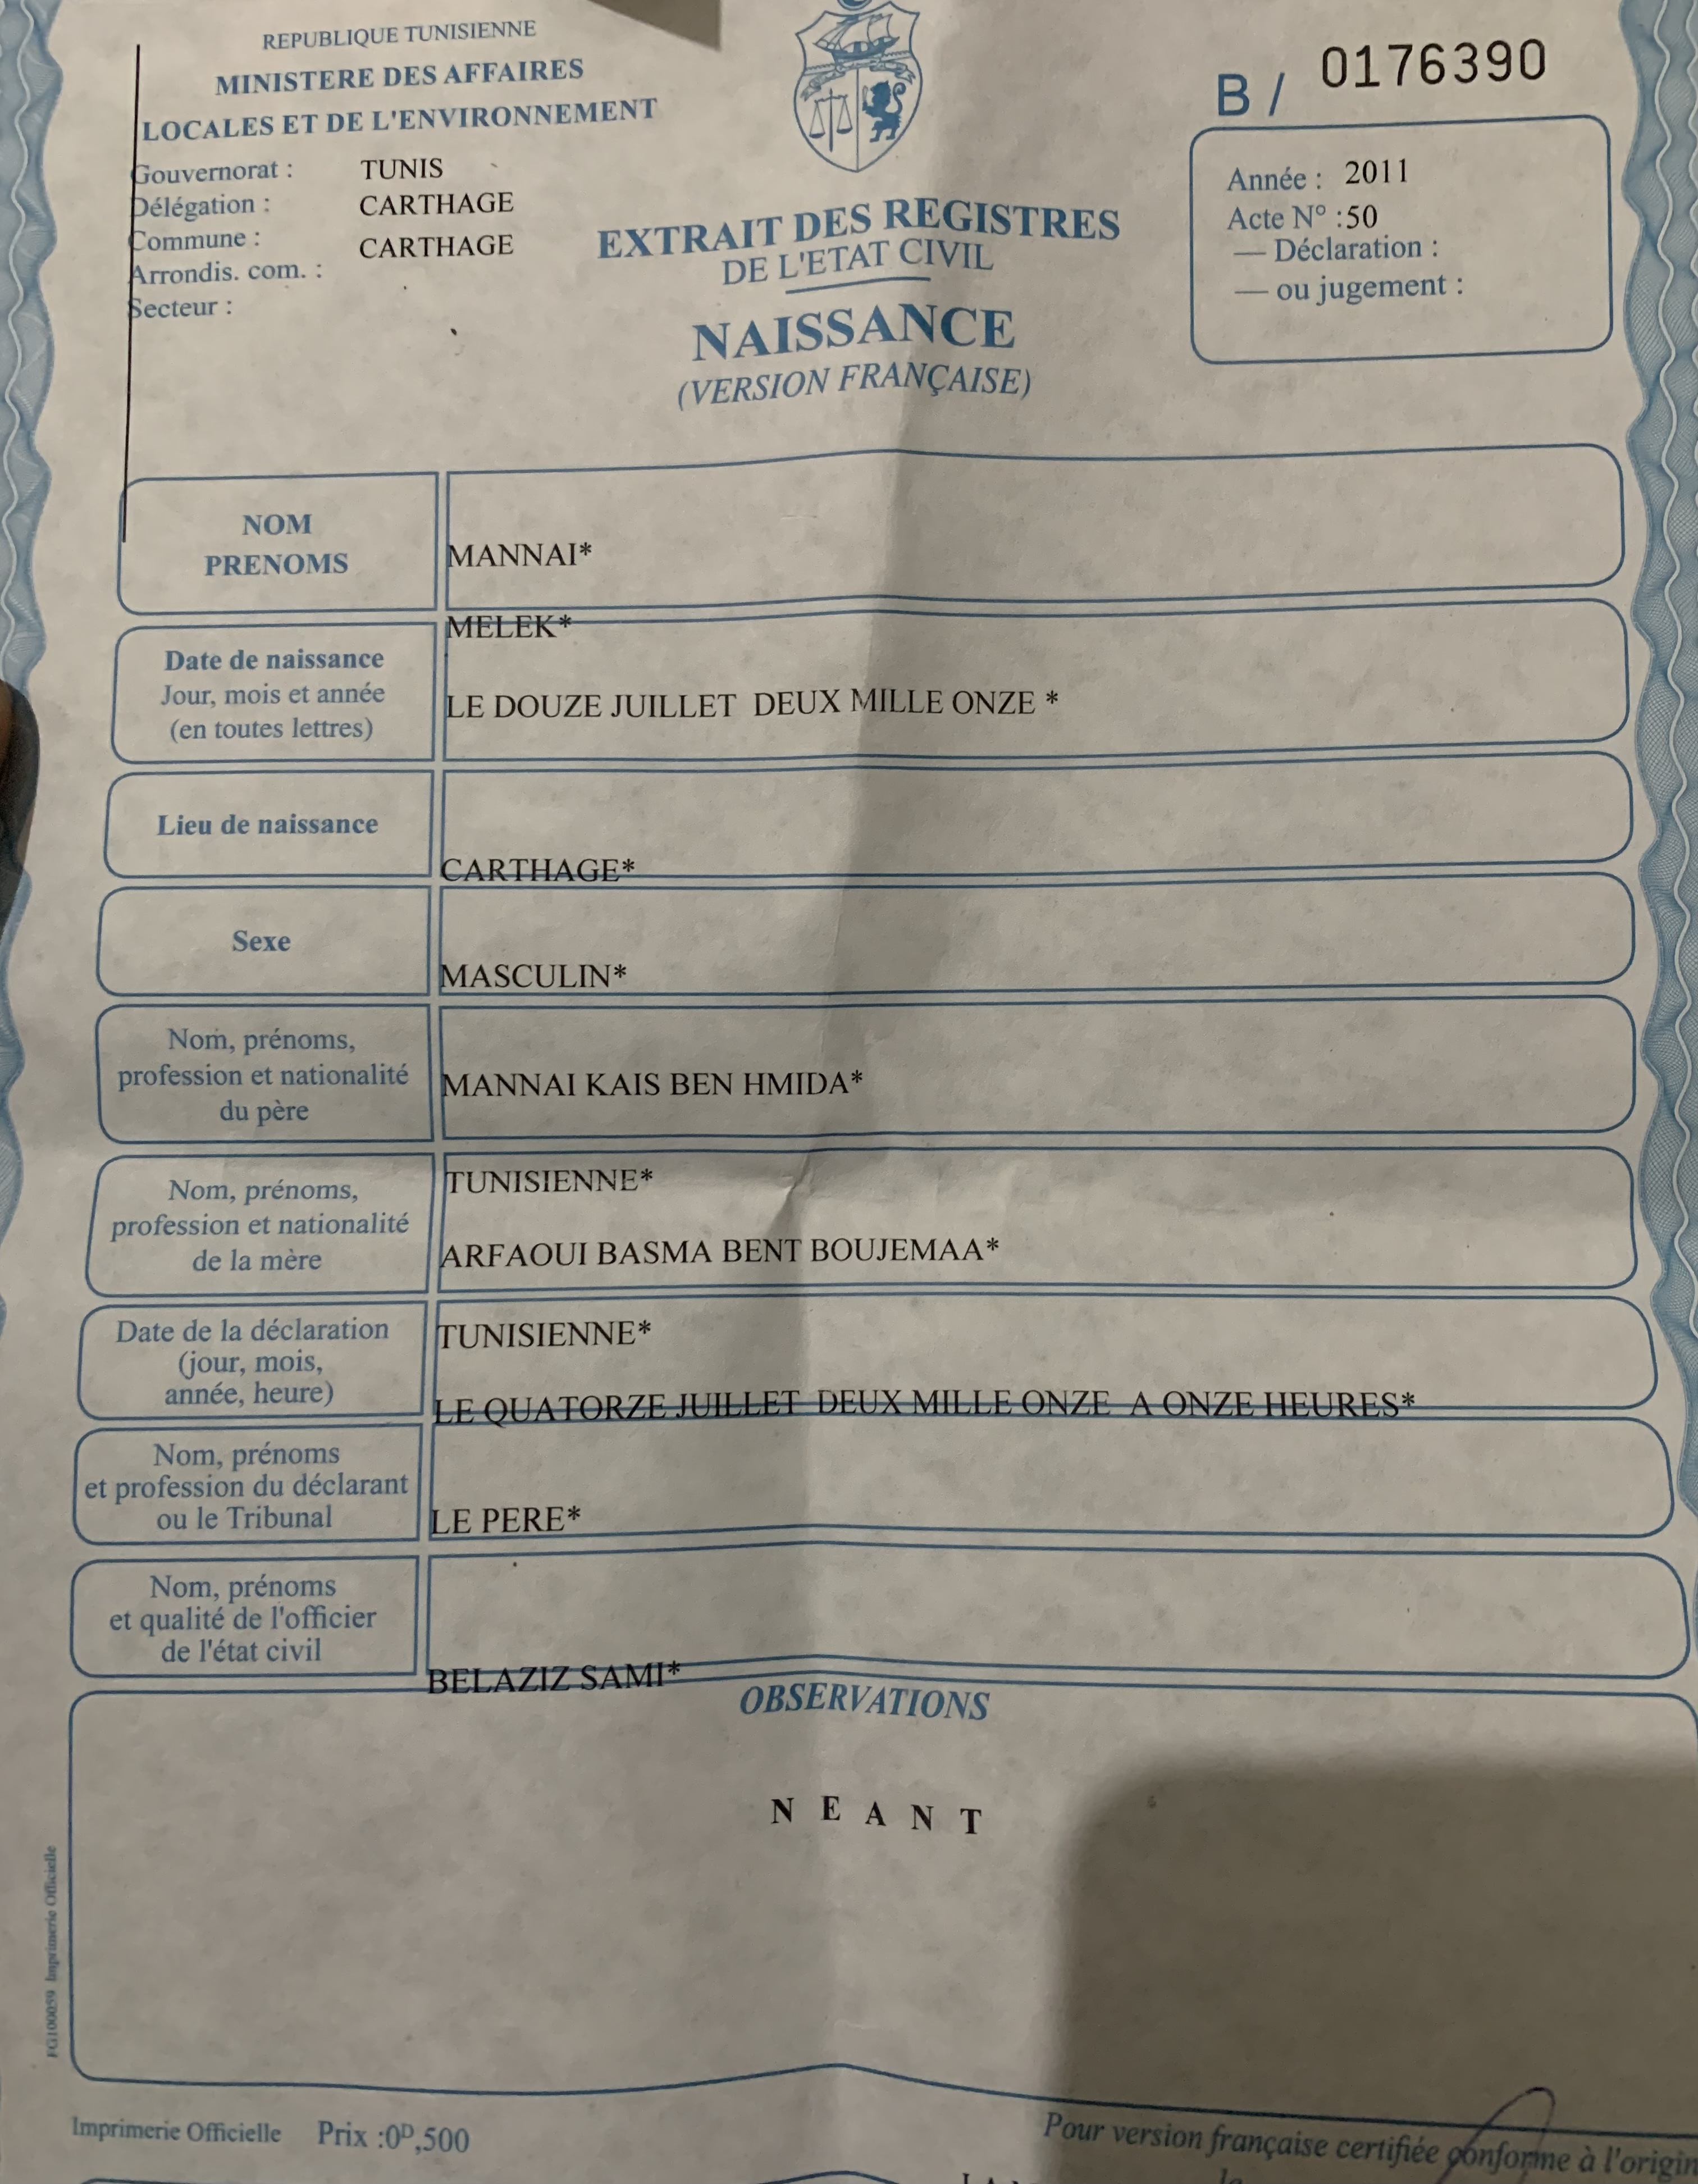 REPUBLIQUE TUNISIENNE
MINISTERE DES AFFAIRES
LOCALES ET DE L'ENVIRONNEMENT
Gouvernorat : TUNIS
Délégation : CARTHAGE
Commune : CARTHAGE
Arrondis. com. :
Secteur :
EXTRAIT DES REGISTRES
DE L'ETAT CIVIL
NAISSANCE
(VERSION FRANÇAISE)
B / 0176390
Année : 2011
Acte N° :50
— Déclaration :
— ou jugement :
NOM
PRENOMS
MANNAI*
MELEK*
Date de naissance
Jour, mois et année
(en toutes lettres)
LE DOUZE JUILLET DEUX MILLE ONZE *
Lieu de naissance
CARTHAGE*
Sexe
MASCULIN*
Nom, prénoms,
profession et nationalité
du père
MANNAI KAIS BEN HMIDA*
TUNISIENNE*
Nom, prénoms,
profession et nationalité
de la mère
ARFAOUI BASMA BENT BOUJEMAA*
TUNISIENNE*
Date de la déclaration
(jour, mois,
année, heure)
LE QUATORZE JUILLET DEUX MILLE ONZE A ONZE HEURES*
Nom, prénoms
et profession du déclarant
ou le Tribunal
LE PERE*
Nom, prénoms
et qualité de l'officier
de l'état civil
BELAZIZ SAMI*
OBSERVATIONS
N E A N T
FG100059 Imprimerie Officielle
Imprimerie Officielle Prix :0D,500
Pour version française certifiée conforme à l'origin